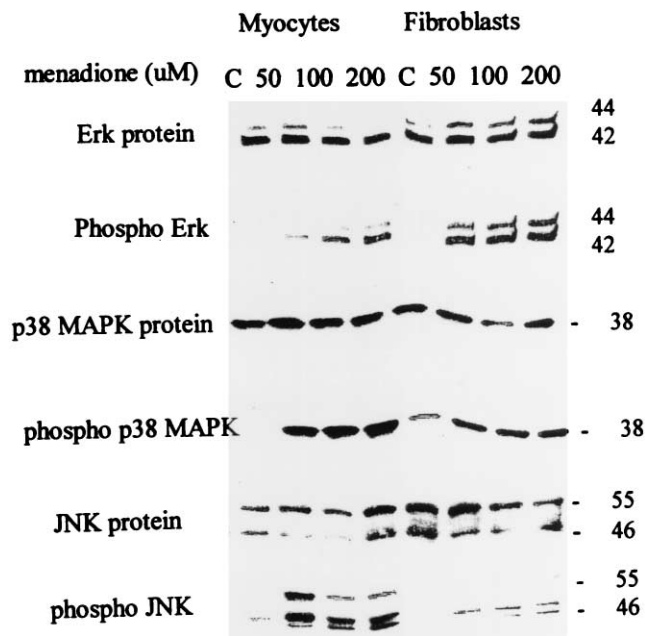 Myocytes Fibroblasts
menadione (uM) C 50 100 200 C 50 100 200
Erk protein 44
42
Phospho Erk 44
42
p38 MAPK protein - 38
phospho p38 MAPK - 38
JNK protein - 55
- 46
phospho JNK - 55
- 46